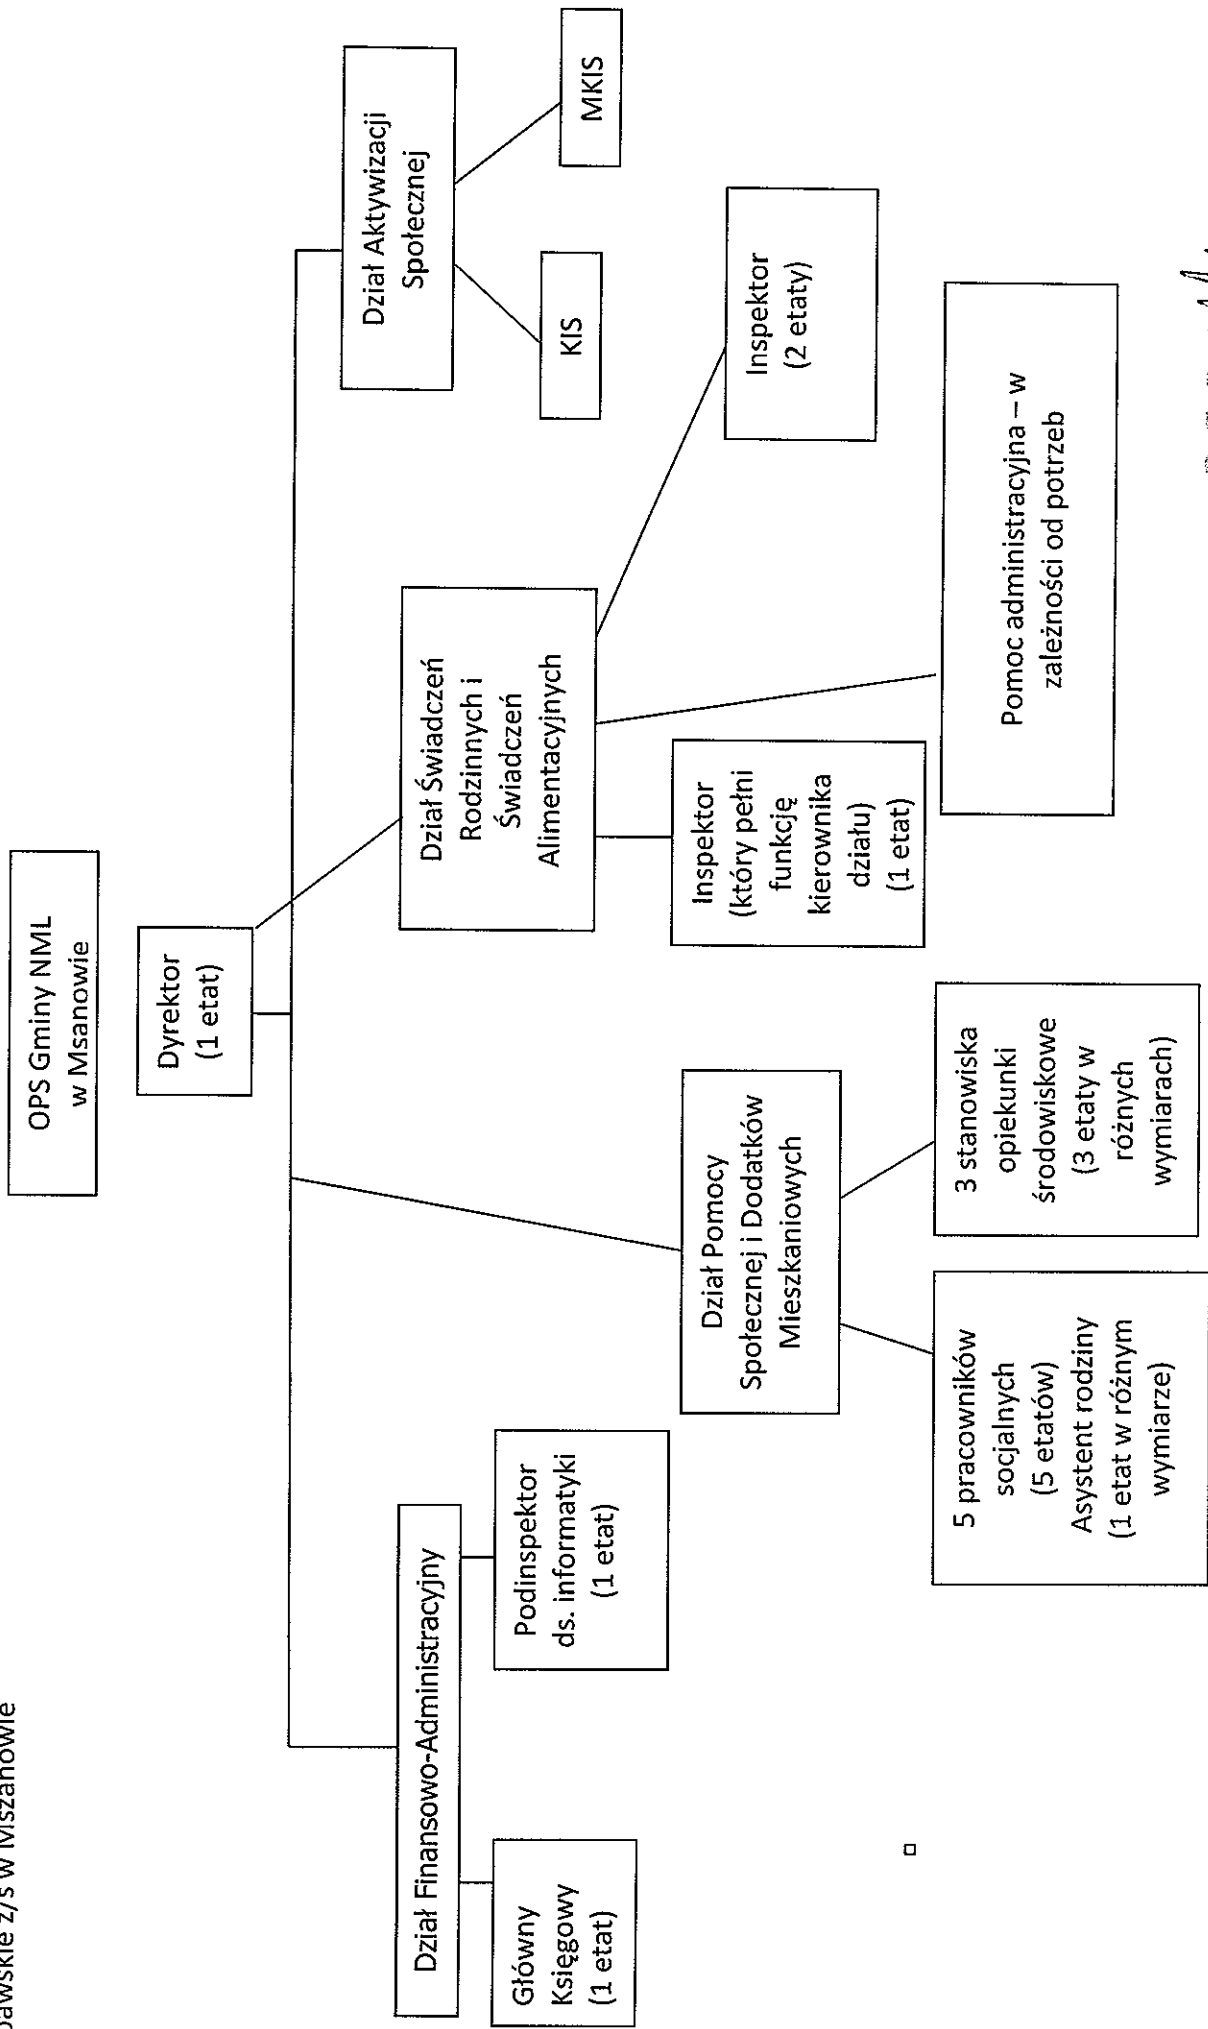 bawskie z/s w Mszanowie
OPS Gminy NML
w Msanowie
Dyrektor
(1 etat)
Dział Finansowo-Administracyjny
Główny
Księgowy
(1 etat)
Podinspektor
ds. informatyki
(1 etat)
Dział Pomocy
Społecznej i Dodatków
Mieszkaniowych
5 pracowników
socjalnych
(5 etatów)
Asystent rodziny
(1 etat w różnym
wymiarze)
3 stanowiska
opiekunki
środowiskowe
(3 etaty w
różnych
wymiarach)
Dział Świadczeń
Rodzinnych i
Świadczeń
Alimentacyjnych
Inspektor
(który pełni
funkcję
kierownika
działu)
(1 etat)
Pomoc administracyjna – w
zależności od potrzeb
Inspektor
(2 etaty)
Dział Aktywizacji
Społecznej
KIS
MKIS